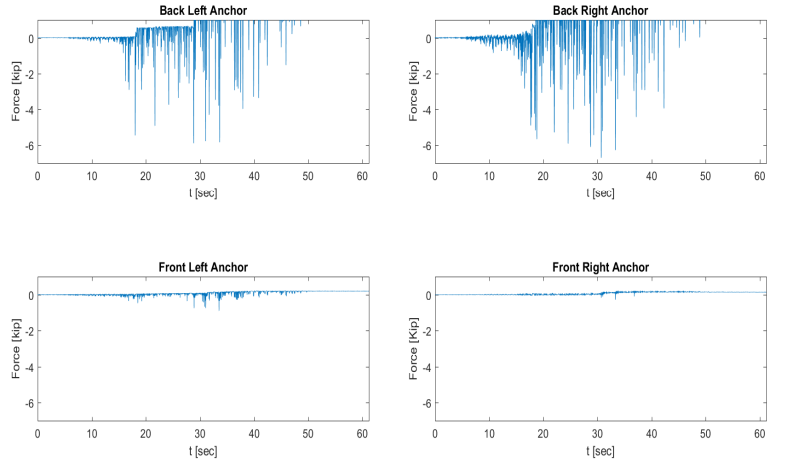 Back Left Anchor
Force [kip]
0
-2
-4
-6
0 10 20 30 40 50 60
t [sec]
Back Right Anchor
Force [kip]
0
-2
-4
-6
0 10 20 30 40 50 60
t [sec]
Front Left Anchor
Force [Kip]
0
-2
-4
-6
0 10 20 30 40 50 60
t [sec]
Front Right Anchor
Force [Kip]
0
-2
-4
-6
0 10 20 30 40 50 60
t [sec]